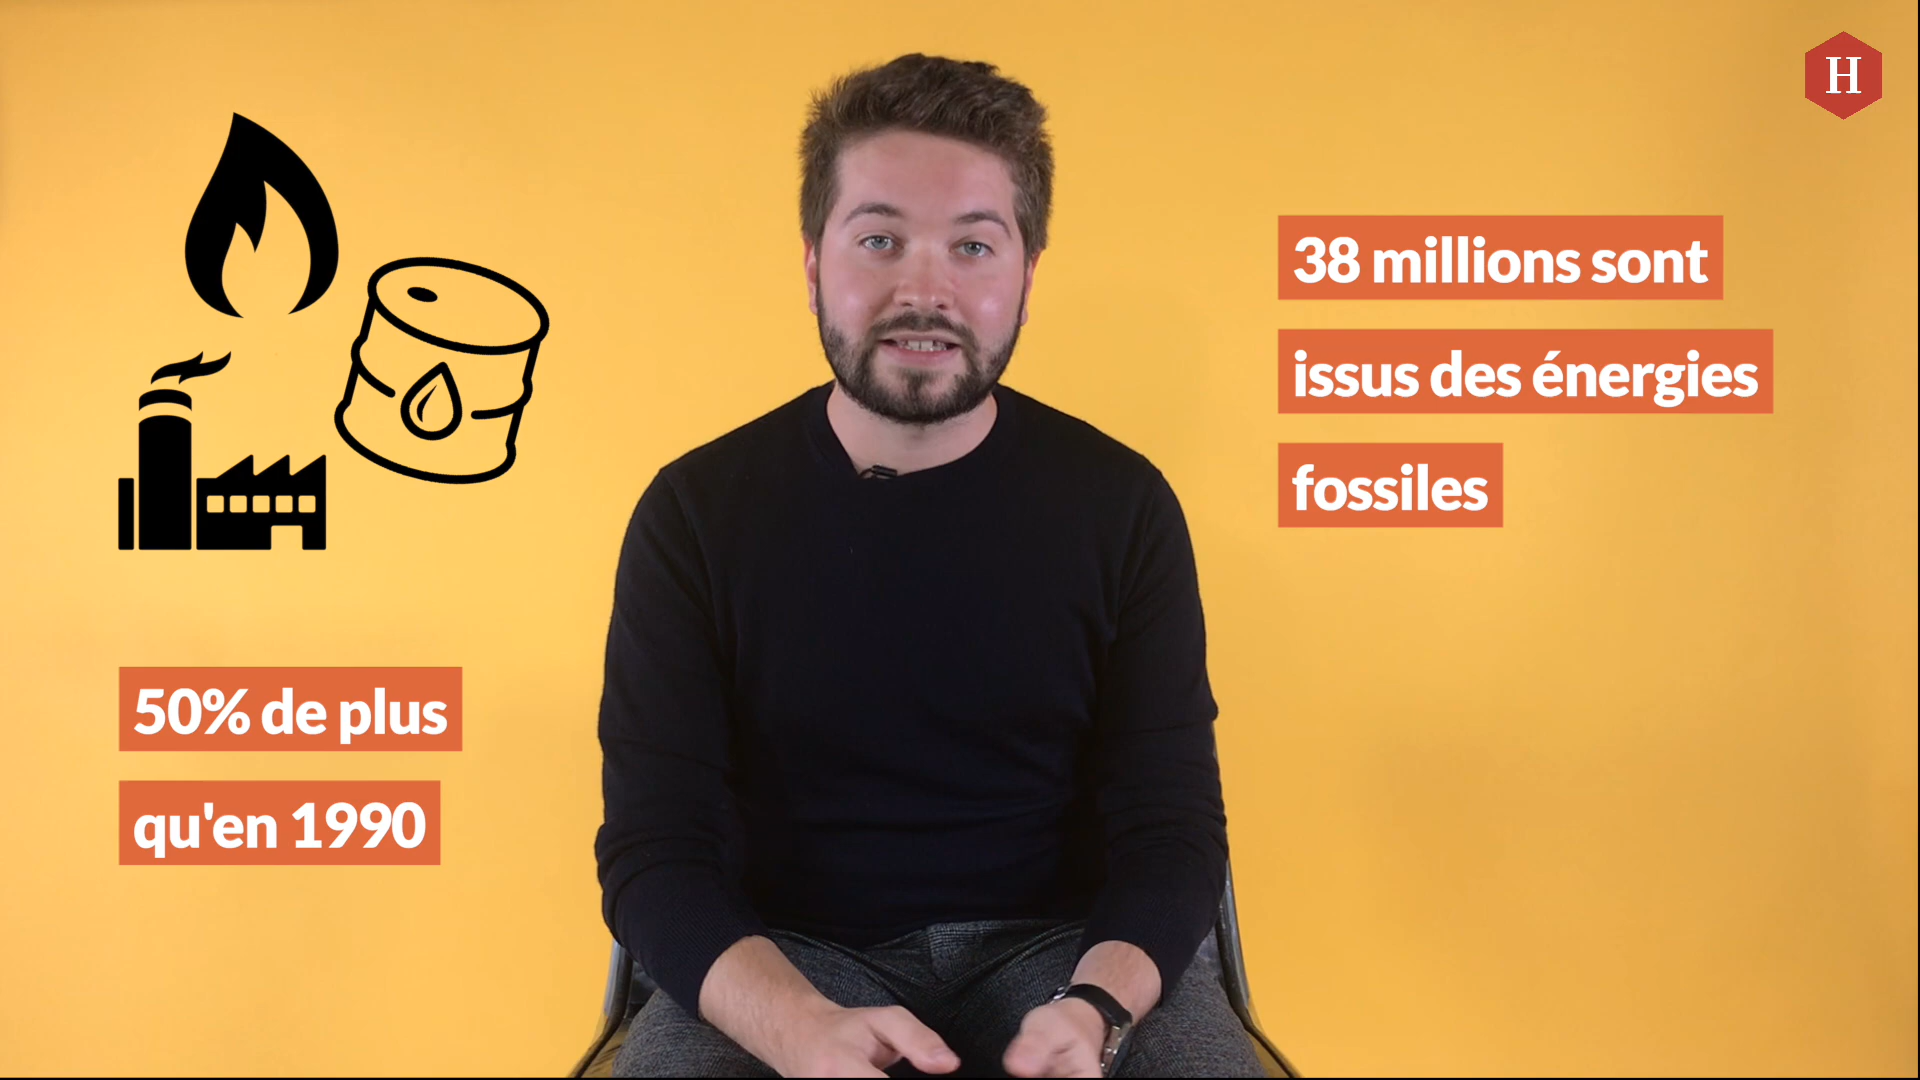 H
38 millions sont
issus des énergies
fossiles
50% de plus
qu'en 1990